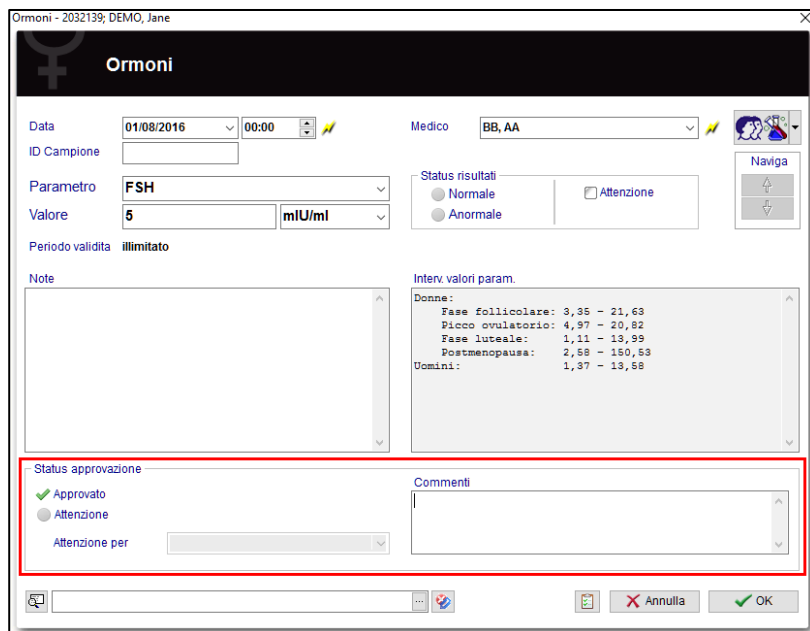 Ormoni - 2032139; DEMO, Jane
Ormoni
Data 01/08/2016 00:00 Medico BB, AA
ID Campione
Naviga
Parametro FSH
Status risultati
Normale Attenzione
Anormale
Valore 5 mIU/ml
Periodo validita illimitato
Note
Interv. valori param.
Donne:
Fase follicolare: 3,35 - 21,63
Picco ovulatorio: 4,97 - 20,82
Fase luteale: 1,11 - 13,99
Postmenopausa: 2,58 - 150,53
Uomini: 1,37 - 13,58
Status approvazione
Approvato
Attenzione
Attenzione per
Commenti
...
Annulla
OK